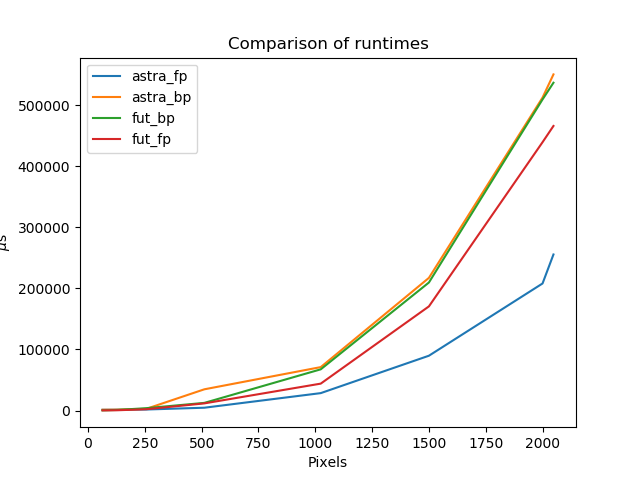 Comparison of runtimes
astra_fp
astra_bp
fut_bp
fut_fp
500000
400000
300000
200000
100000
0
μs
0 250 500 750 1000 1250 1500 1750 2000
Pixels